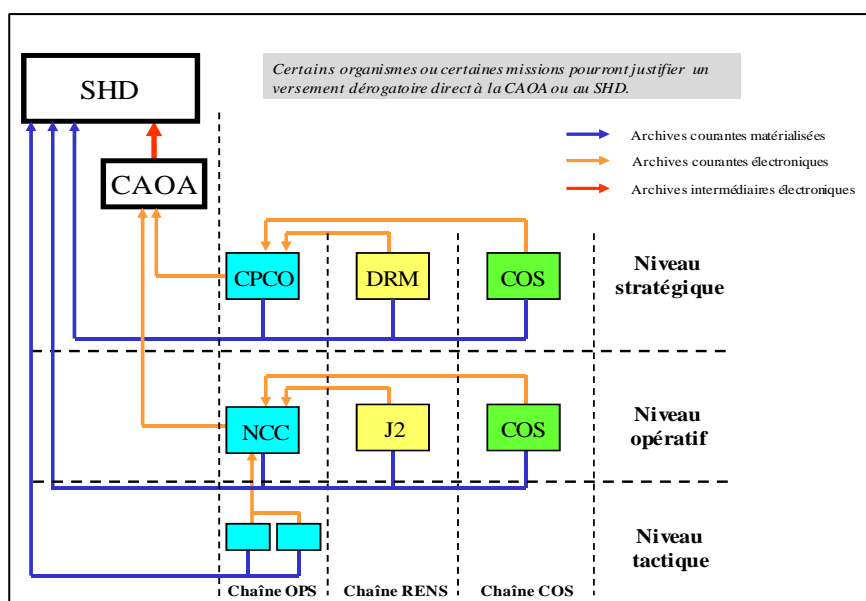 SHD
Certains organismes ou certaines missions pourront justifier un
versement dérogatoire direct à la CAOA ou au SHD.
Archives courantes matérialisées
Archives courantes électroniques
Archives intermédiaires électroniques
CAOA
CPCO
DRM
COS
Niveau
stratégique
NCC
J2
COS
Niveau
opératif
Niveau
tactique
Chaîne OPS
Chaîne RENS
Chaîne COS